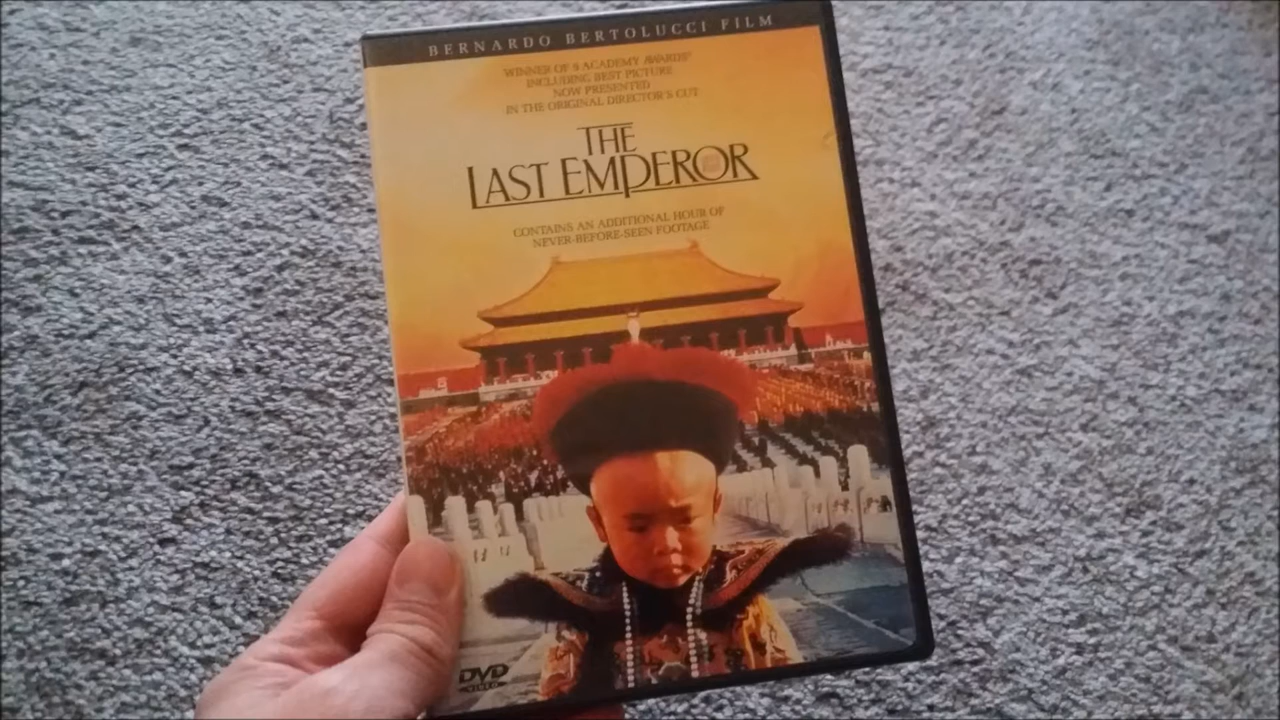 BERNARDO BERTOLUCCI FILM
WINNER OF 9 ACADEMY AWARDS®
INCLUDING BEST PICTURE
NOW PRESENTED
IN THE ORIGINAL DIRECTOR'S CUT
THE
LAST EMPEROR
CONTAINS AN ADDITIONAL HOUR OF
NEVER-BEFORE-SEEN FOOTAGE
DVD
VIDEO